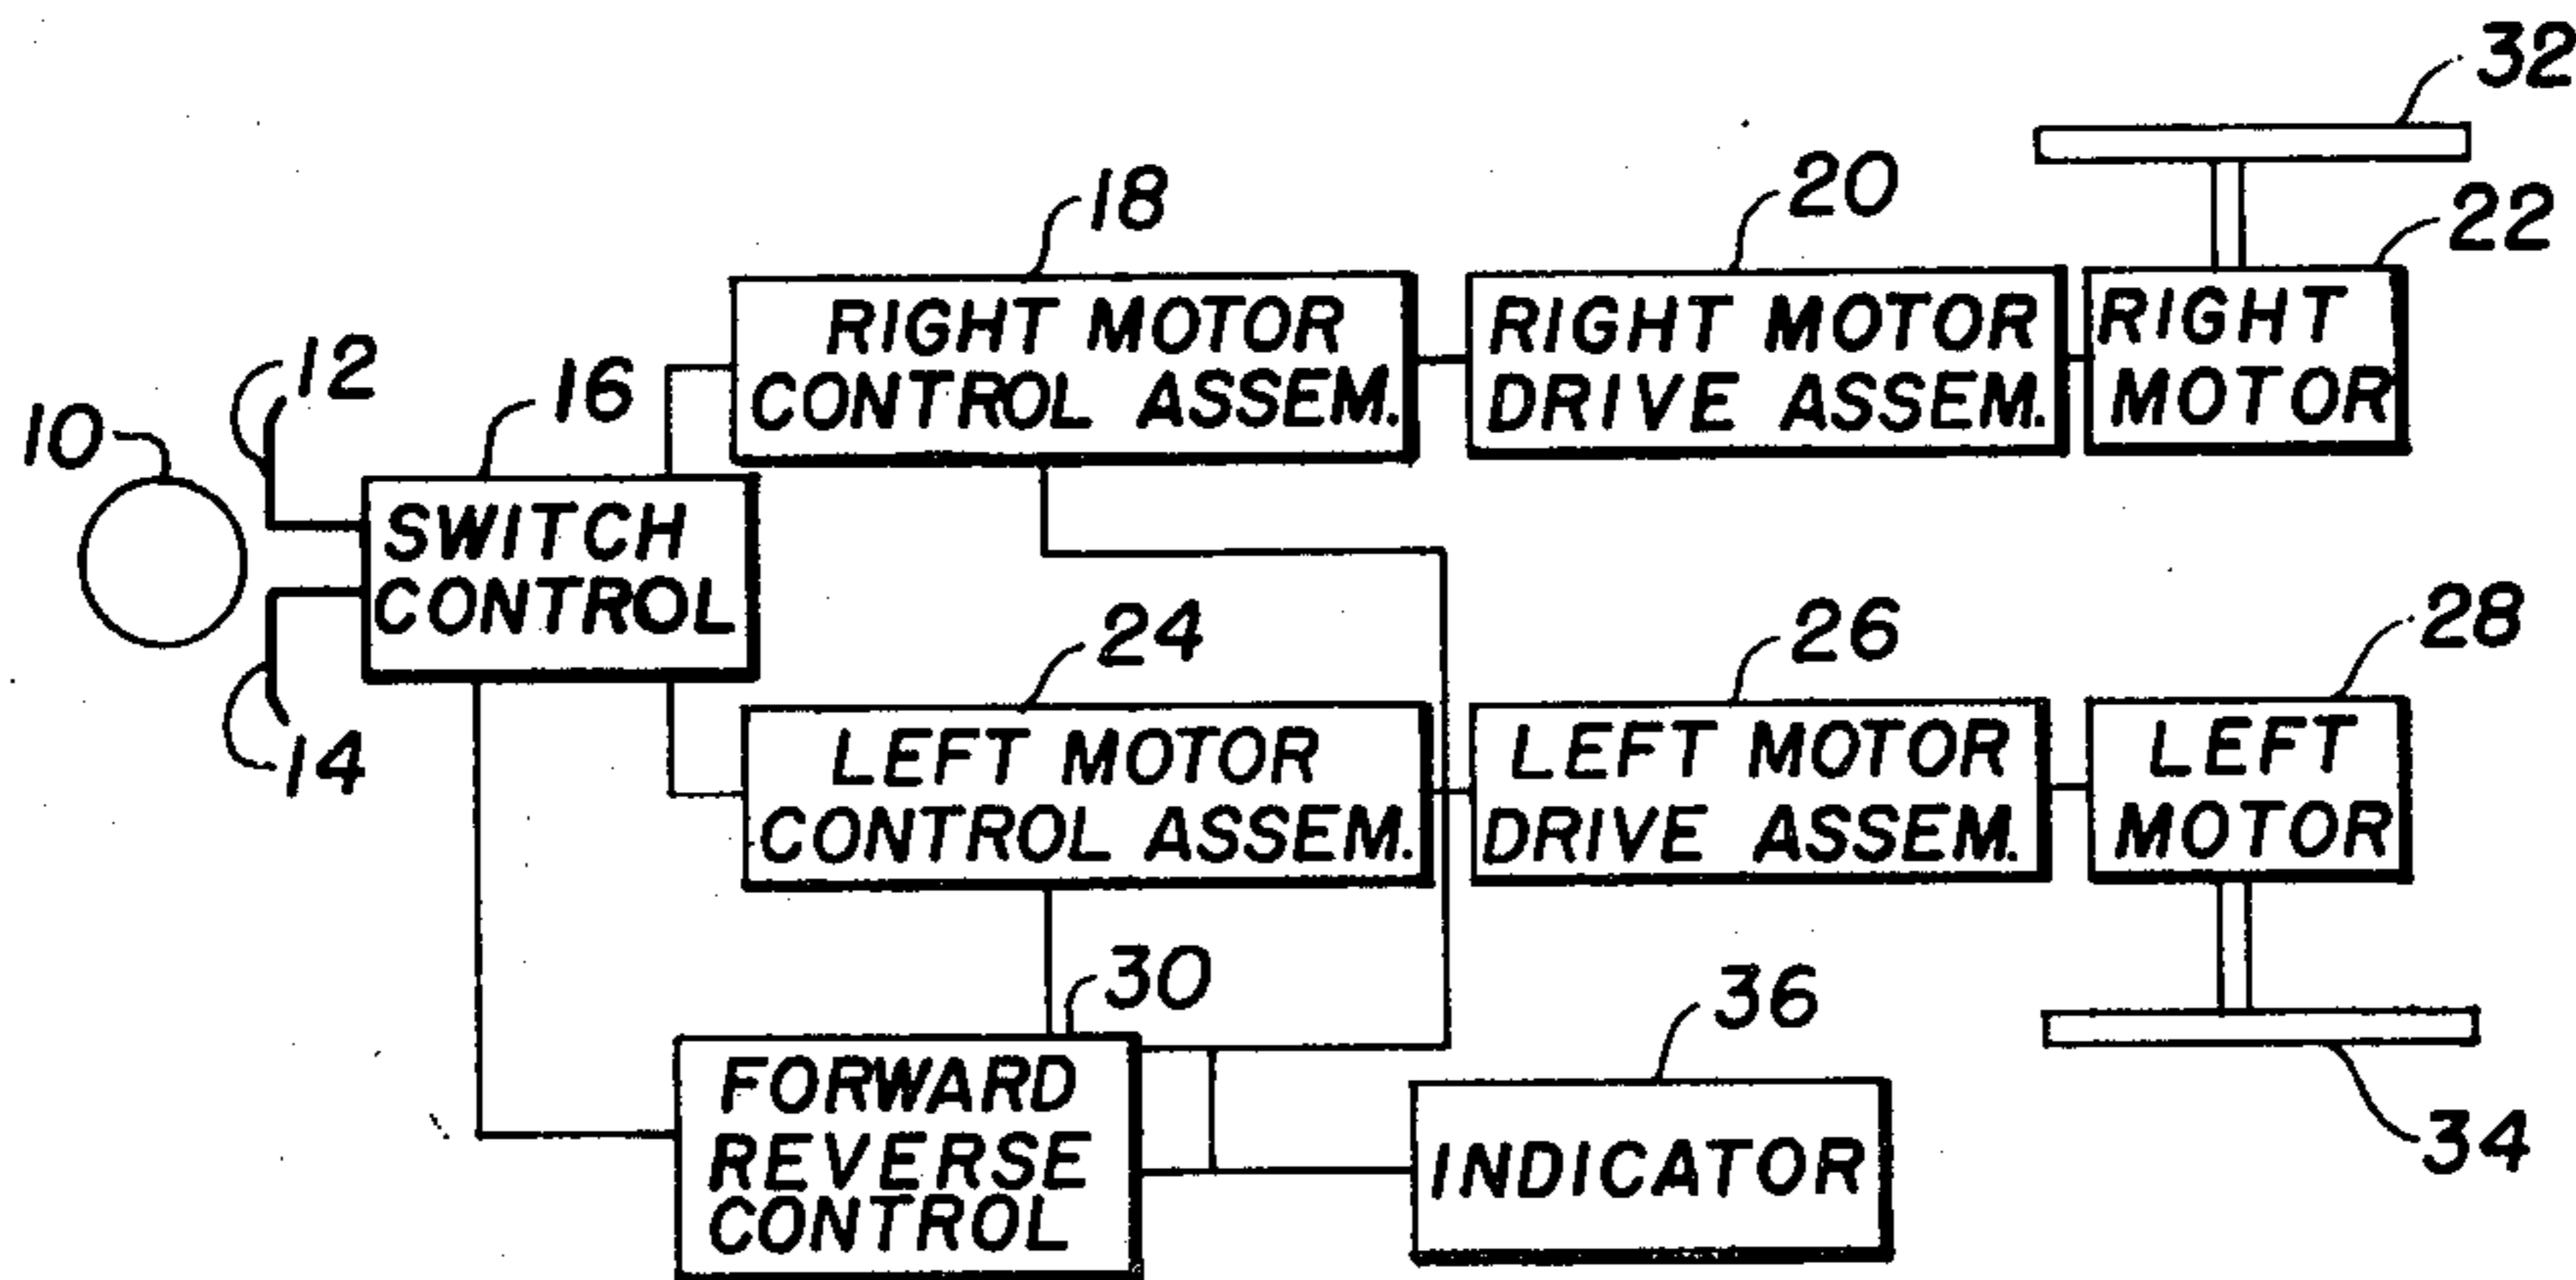 32
18
20
22
RIGHT MOTOR
CONTROL ASSEM.
RIGHT MOTOR
DRIVE ASSEM.
RIGHT
MOTOR
12
16
10
SWITCH
CONTROL
14
24
26
28
LEFT MOTOR
CONTROL ASSEM.
LEFT MOTOR
DRIVE ASSEM.
LEFT
MOTOR
30
36
34
FORWARD
REVERSE
CONTROL
INDICATOR